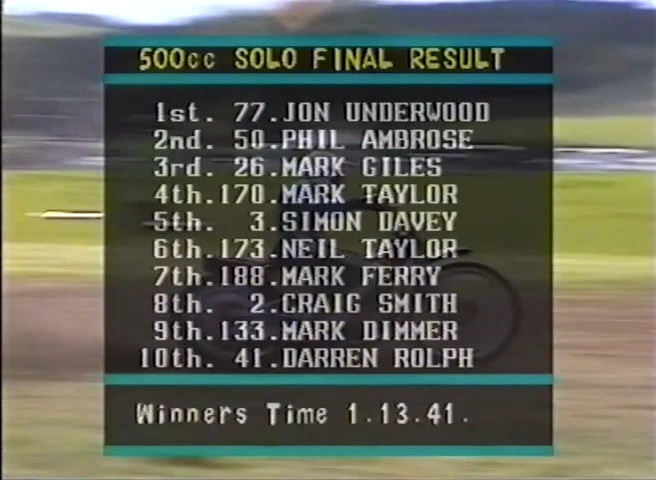 500cc SOLO FINAL RESULT
1st. 77.JON UNDERWOOD
2nd. 50.PHIL AMBROSE
3rd. 26.MARK GILES
4th.170.MARK TAYLOR
5th. 3.SIMON DAVEY
6th.173.NEIL TAYLOR
7th.188.MARK FERRY
8th. 2.CRAIG SMITH
9th.133.MARK DIMMER
10th. 41.DARREN ROLPH
Winners Time 1.13.41.